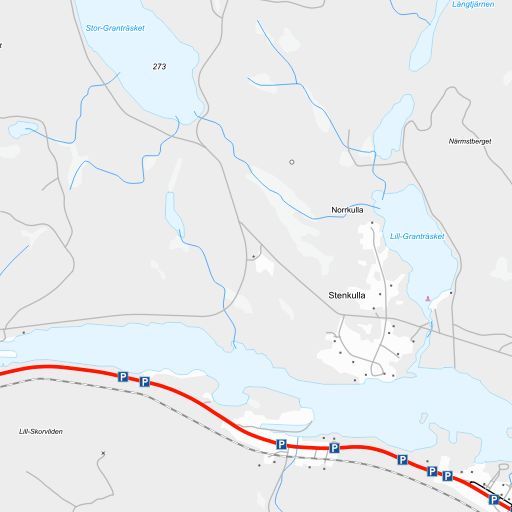 Långtjärnen
Stor-Granträsket
273
Närmstberget
Norrkulla
Lill-Granträsket
Stenkulla
P
P
Lill-Skorvliden
P
P
P
P
P
P